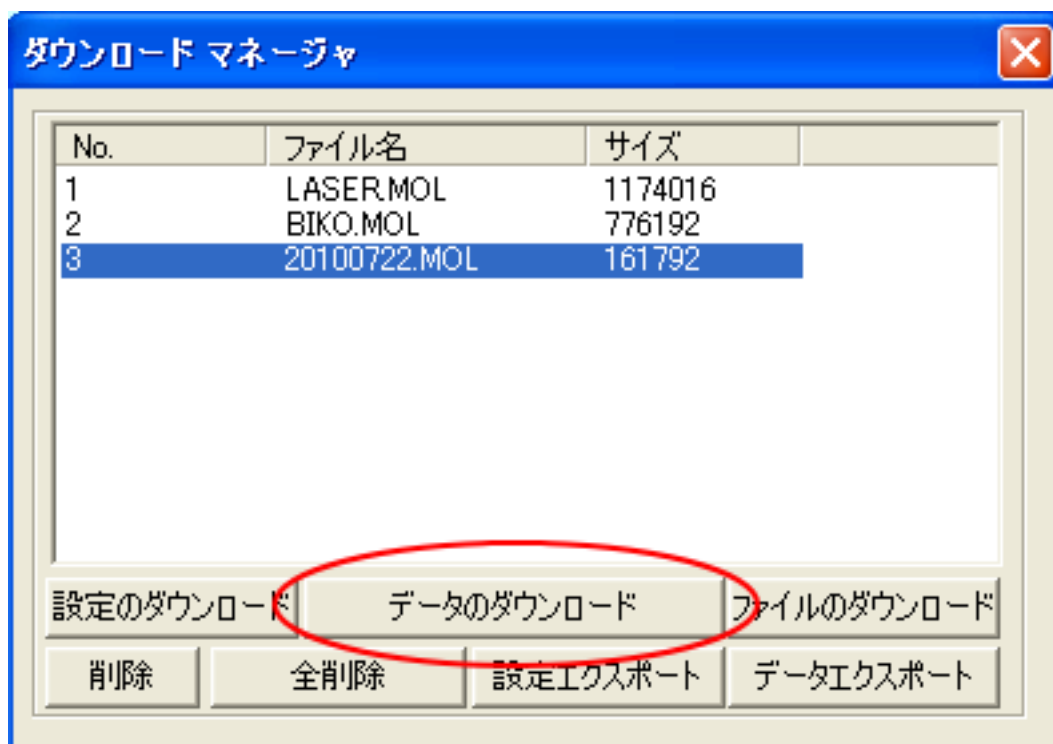 ダウンロード マネージャ
No. ファイル名 サイズ
1 LASER.MOL 1174016
2 BIKO.MOL 776192
3 20100722.MOL 161792
設定のダウンロード データのダウンロード ファイルのダウンロード
削除 全削除 設定エクスポート データエクスポート